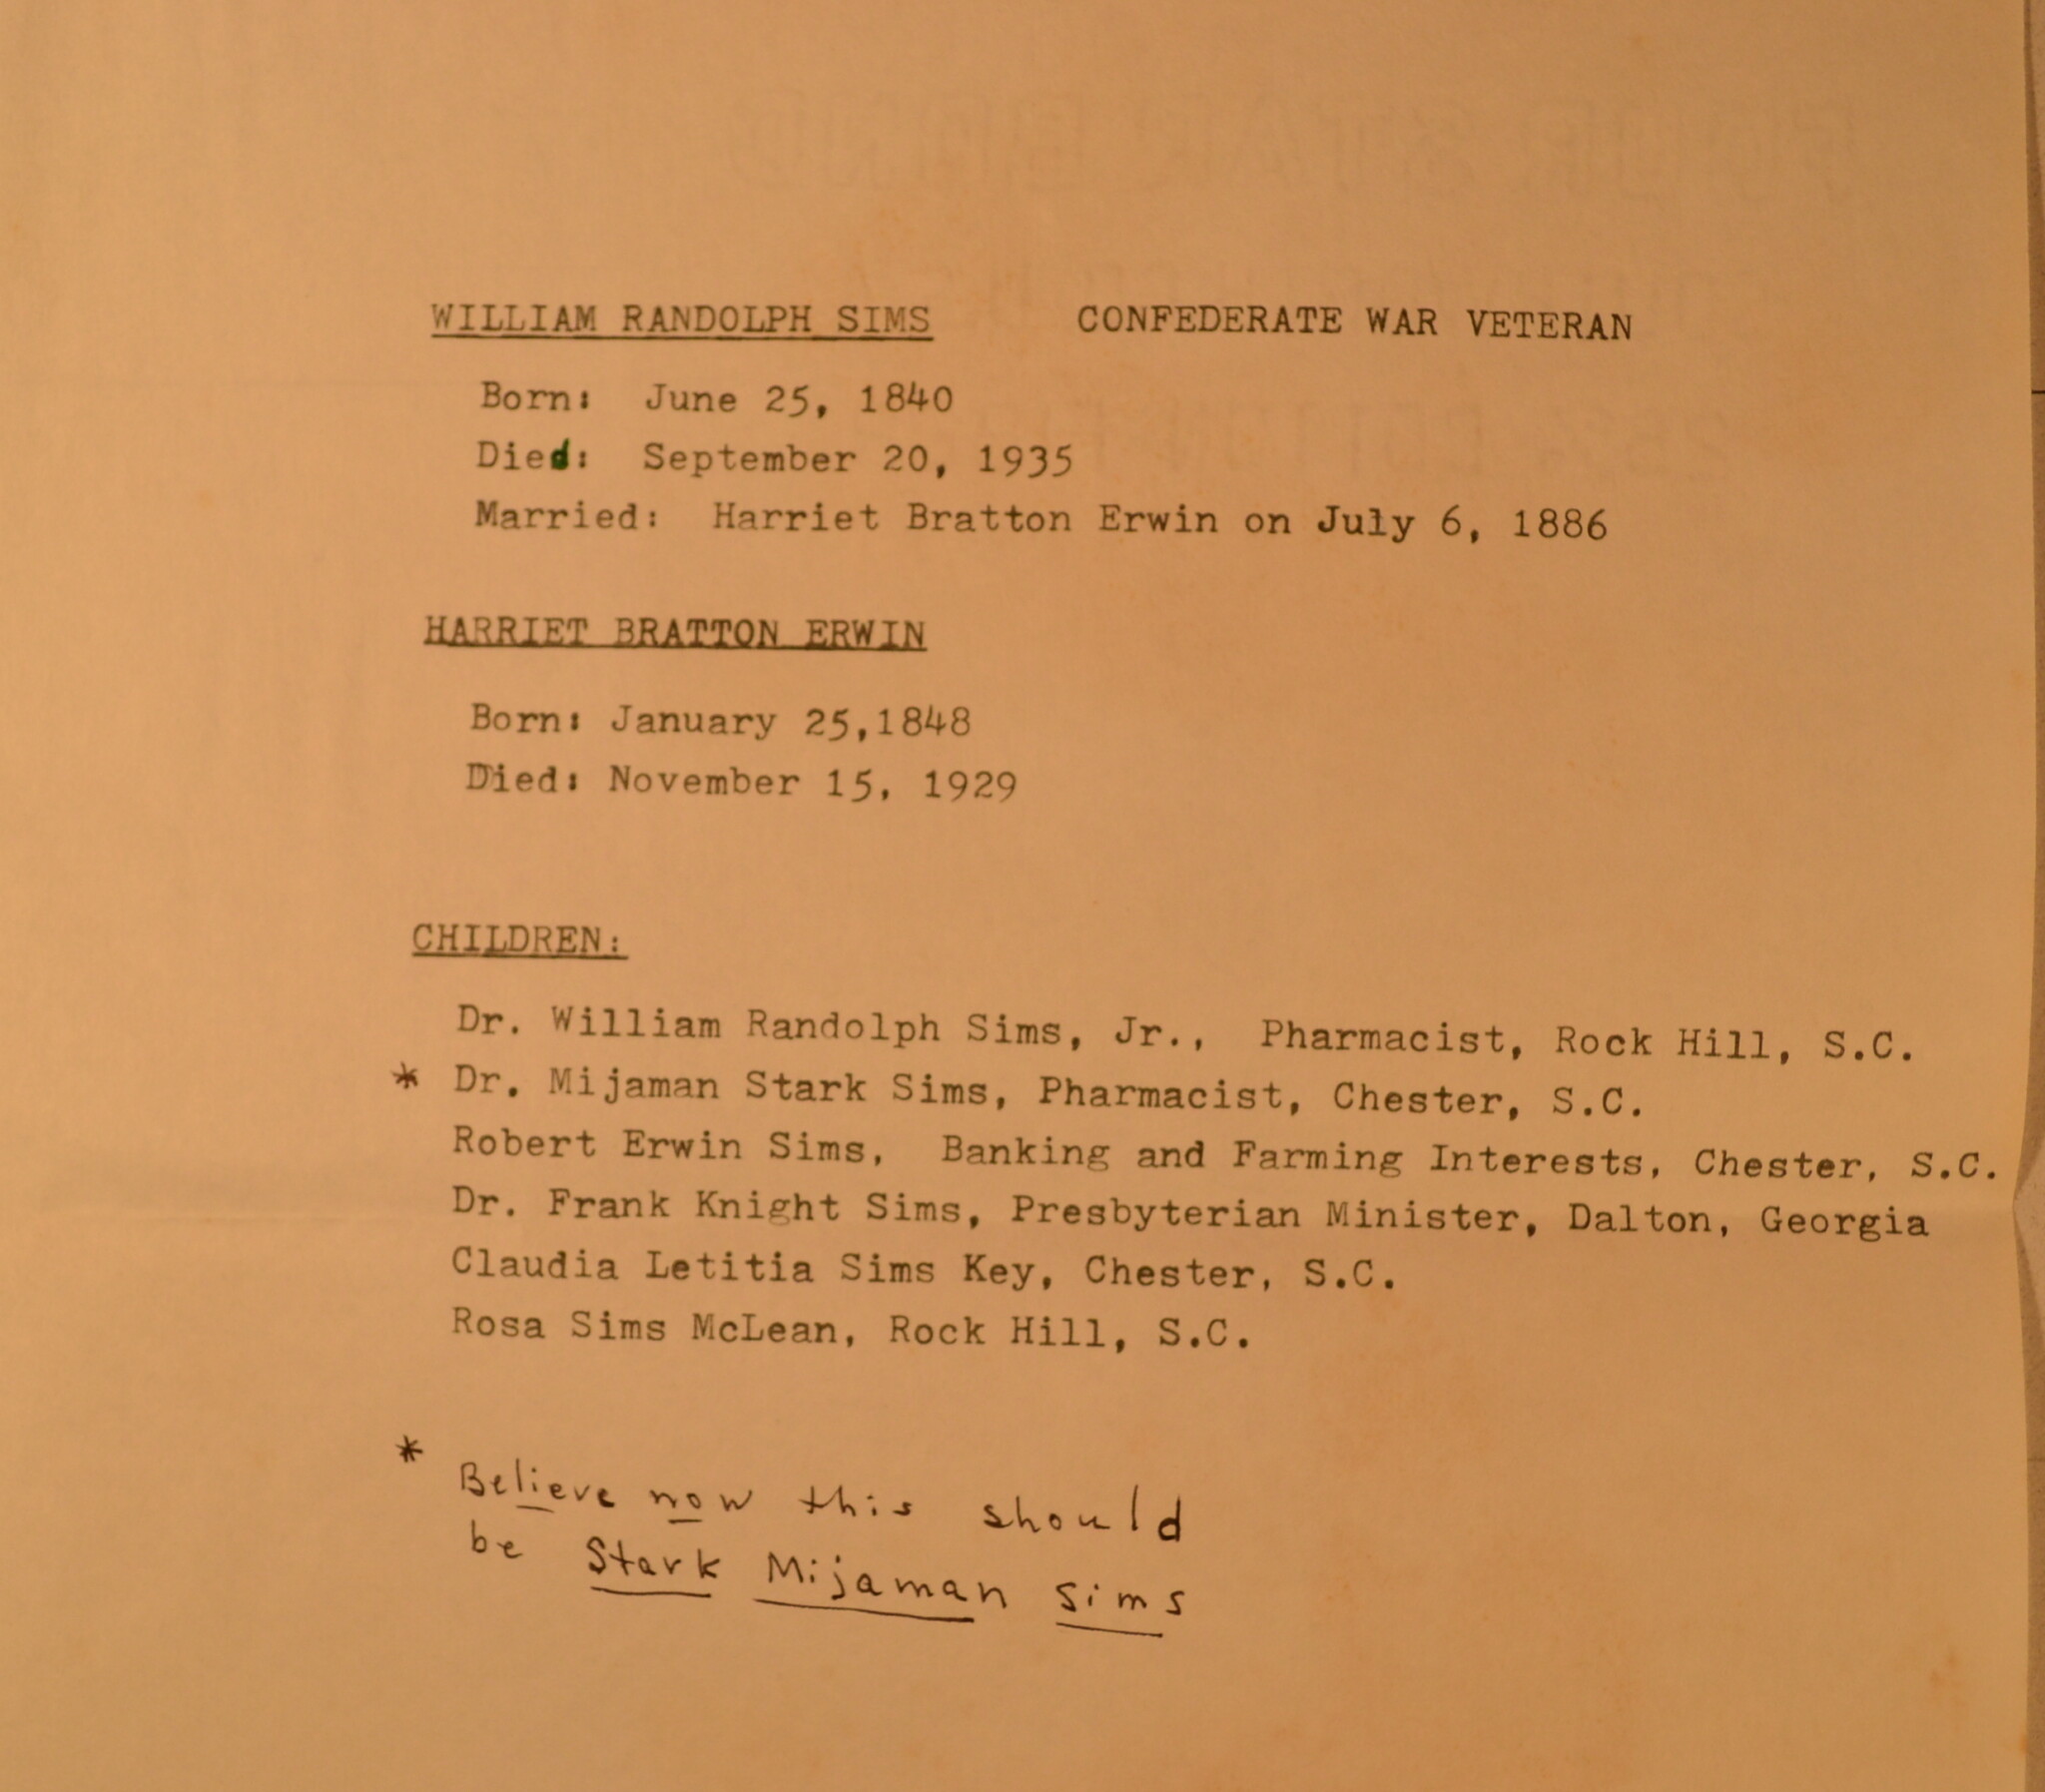 WILLIAM RANDOLPH SIMS CONFEDERATE WAR VETERAN
Born: June 25, 1840
Died: September 20, 1935
Married: Harriet Bratton Erwin on July 6, 1886
HARRIET BRATTON ERWIN
Born: January 25,1848
Died: November 15, 1929
CHILDREN:
Dr. William Randolph Sims, Jr., Pharmacist, Rock Hill, S.C.
* Dr. Mijaman Stark Sims, Pharmacist, Chester, S.C.
Robert Erwin Sims, Banking and Farming Interests, Chester, S.C.
Dr. Frank Knight Sims, Presbyterian Minister, Dalton, Georgia
Claudia Letitia Sims Key, Chester, S.C.
Rosa Sims McLean, Rock Hill, S.C.
* Believe now this should
be Stark Mijaman Sims